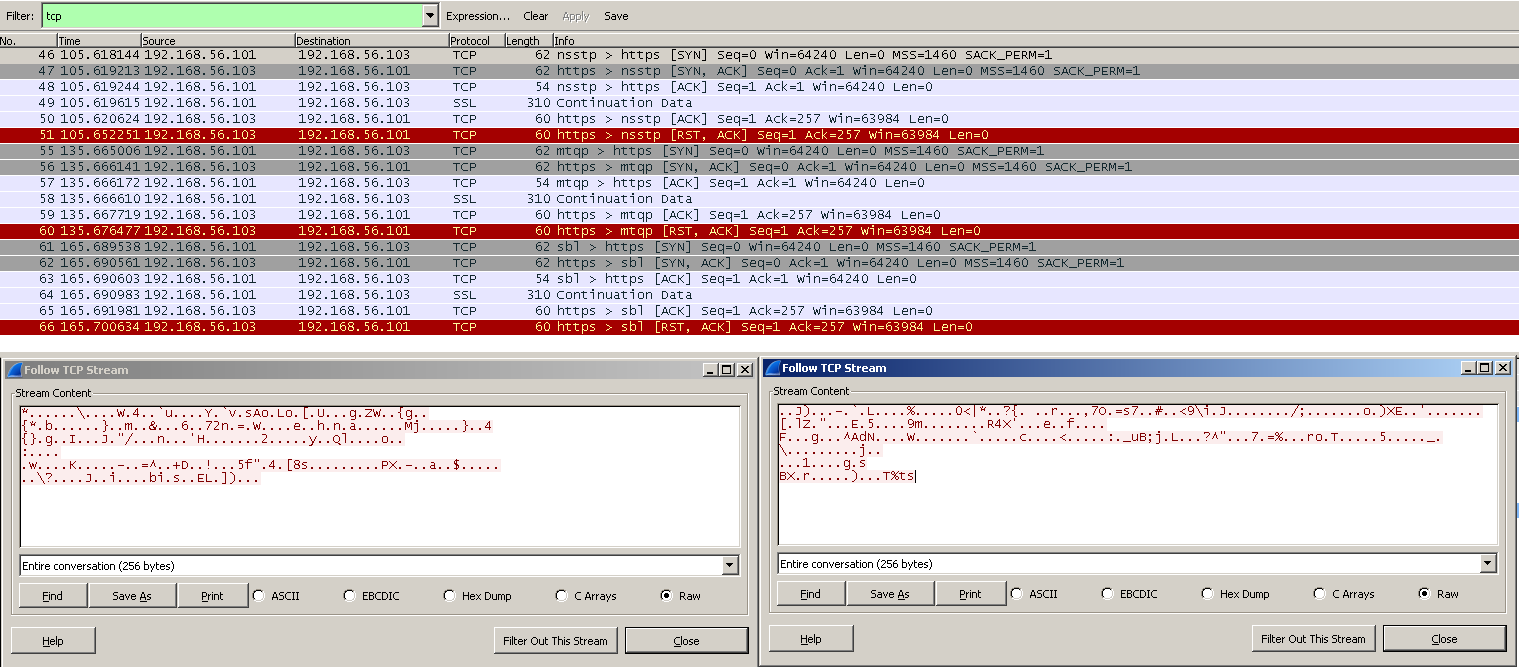 Filter: tcp Expression... Clear Apply Save
No. Time Source Destination Protocol Length Info
46 105.618144 192.168.56.101 192.168.56.103 TCP 62 nsstp > https [SYN] Seq=0 Win=64240 Len=0 MSS=1460 SACK_PERM=1
47 105.619213 192.168.56.103 192.168.56.101 TCP 62 https > nsstp [SYN, ACK] Seq=0 Ack=1 Win=64240 Len=0 MSS=1460 SACK_PERM=1
48 105.619244 192.168.56.101 192.168.56.103 TCP 54 nsstp > https [ACK] Seq=1 Ack=1 Win=64240 Len=0
49 105.619615 192.168.56.101 192.168.56.103 SSL 310 Continuation Data
50 105.620624 192.168.56.103 192.168.56.101 TCP 60 https > nsstp [ACK] Seq=1 Ack=257 Win=63984 Len=0
51 105.652251 192.168.56.103 192.168.56.101 TCP 60 https > nsstp [RST, ACK] Seq=1 Ack=257 Win=63984 Len=0
55 135.665006 192.168.56.101 192.168.56.103 TCP 62 mtqp > https [SYN] Seq=0 Win=64240 Len=0 MSS=1460 SACK_PERM=1
56 135.666141 192.168.56.103 192.168.56.101 TCP 62 https > mtqp [SYN, ACK] Seq=0 Ack=1 Win=64240 Len=0 MSS=1460 SACK_PERM=1
57 135.666172 192.168.56.101 192.168.56.103 TCP 54 mtqp > https [ACK] Seq=1 Ack=1 Win=64240 Len=0
58 135.666610 192.168.56.101 192.168.56.103 SSL 310 Continuation Data
59 135.667719 192.168.56.103 192.168.56.101 TCP 60 https > mtqp [ACK] Seq=1 Ack=257 Win=63984 Len=0
60 135.676477 192.168.56.103 192.168.56.101 TCP 60 https > mtqp [RST, ACK] Seq=1 Ack=257 Win=63984 Len=0
61 165.689538 192.168.56.101 192.168.56.103 TCP 62 sbl > https [SYN] Seq=0 Win=64240 Len=0 MSS=1460 SACK_PERM=1
62 165.690561 192.168.56.103 192.168.56.101 TCP 62 https > sbl [SYN, ACK] Seq=0 Ack=1 Win=64240 Len=0 MSS=1460 SACK_PERM=1
63 165.690603 192.168.56.101 192.168.56.103 TCP 54 sbl > https [ACK] Seq=1 Ack=1 Win=64240 Len=0
64 165.690983 192.168.56.101 192.168.56.103 SSL 310 Continuation Data
65 165.691981 192.168.56.103 192.168.56.101 TCP 60 https > sbl [ACK] Seq=1 Ack=257 Win=63984 Len=0
66 165.700634 192.168.56.103 192.168.56.101 TCP 60 https > sbl [RST, ACK] Seq=1 Ack=257 Win=63984 Len=0
Follow TCP Stream
Stream Content
*......\....W.4..`u....Y.`v.sAo.Lo.[.U...g.ZW..{g..
{*.b......}..m..&...6..72n.=.W....e..h.n.a......Mj.....}..4
{}.g..I...J."/...n...'H.......2.....y..Ql....o..
:....
.w....K.....-..=^..+D..!...5f".4.[8s.........PX.-..a..$.....
..\?....J..i....bi.s..EL.])...
Entire conversation (256 bytes)
Find Save As Print ASCII EBCDIC Hex Dump C Arrays Raw
Help Filter Out This Stream Close
Follow TCP Stream
Stream Content
..J)...-.`.L....%.....0<|*..?{. ..r...,7O.=s7..#..<9\i.J......../;.......o.)XE..'.......
[.lZ."...E.5....9m........R4X'...e..f....
F...g...^AdN....W.......`.....c....<.....:._uB;j.L...?^"...7.=%...ro.T.....5....._.
\.........j..
...1....g.s
BX.r.....)...T%ts
Entire conversation (256 bytes)
Find Save As Print ASCII EBCDIC Hex Dump C Arrays Raw
Help Filter Out This Stream Close